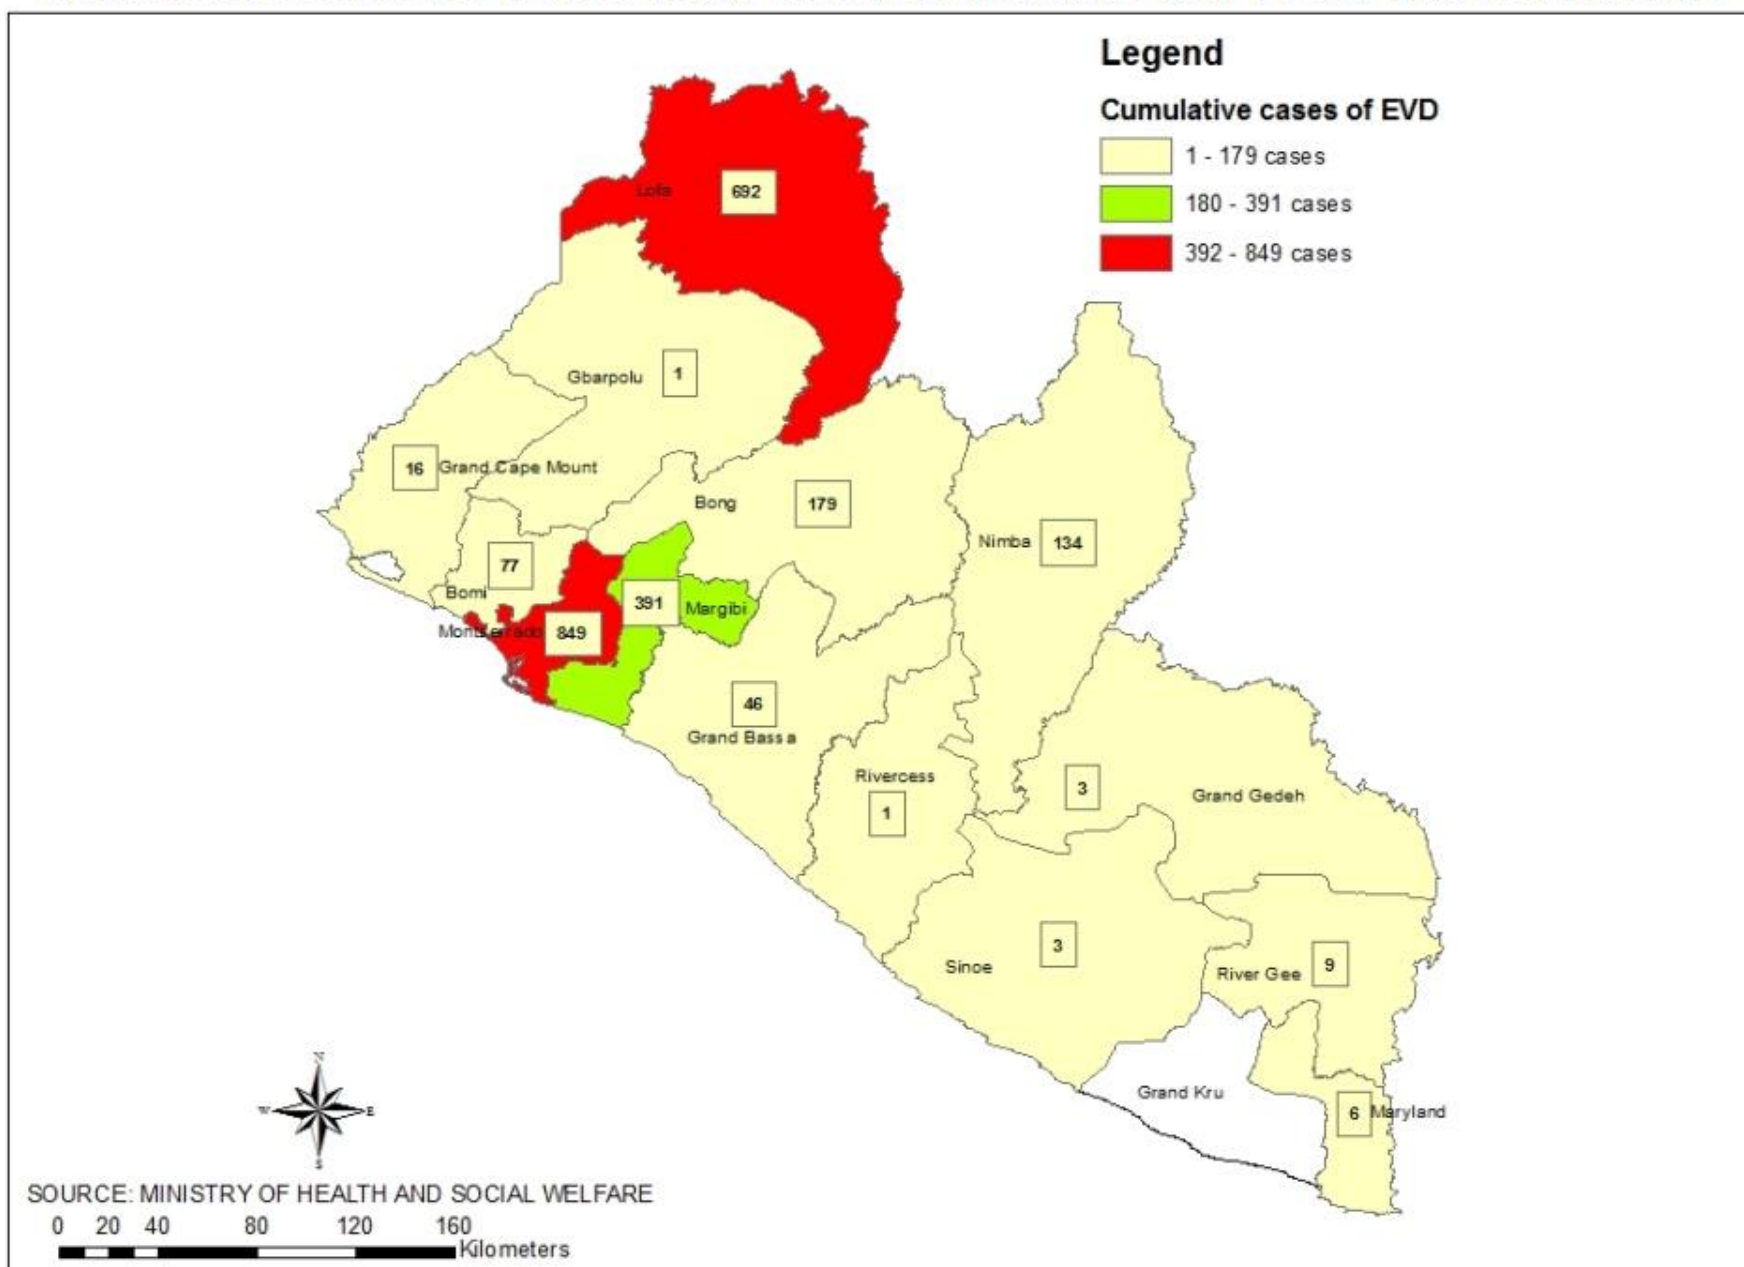 Legend
Cumulative cases of EVD
1 - 179 cases
180 - 391 cases
392 - 849 cases
Lofa 692
Gbarpolu 1
16 Grand Cape Mount
Bong 179
Nimba 134
77
Bomi
391 Margibi
Montserrado 849
46
Grand Bassa
Rivercess
1
3 Grand Gedeh
3
Sinoe
River Gee 9
Grand Kru
6 Maryland
N
W E
S
SOURCE: MINISTRY OF HEALTH AND SOCIAL WELFARE
0 20 40 80 120 160
Kilometers